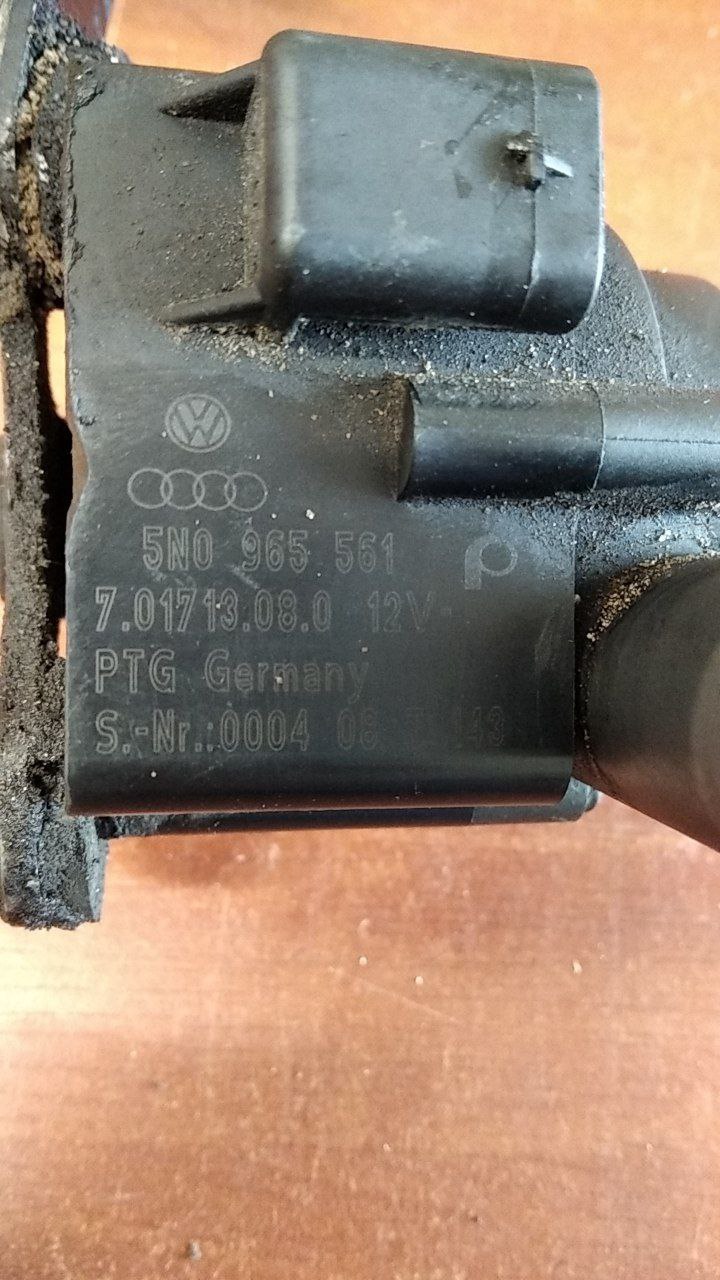 5N0 965 561
7.01713.08.0 12V-
PTG Germany
S.-Nr.:0004 08